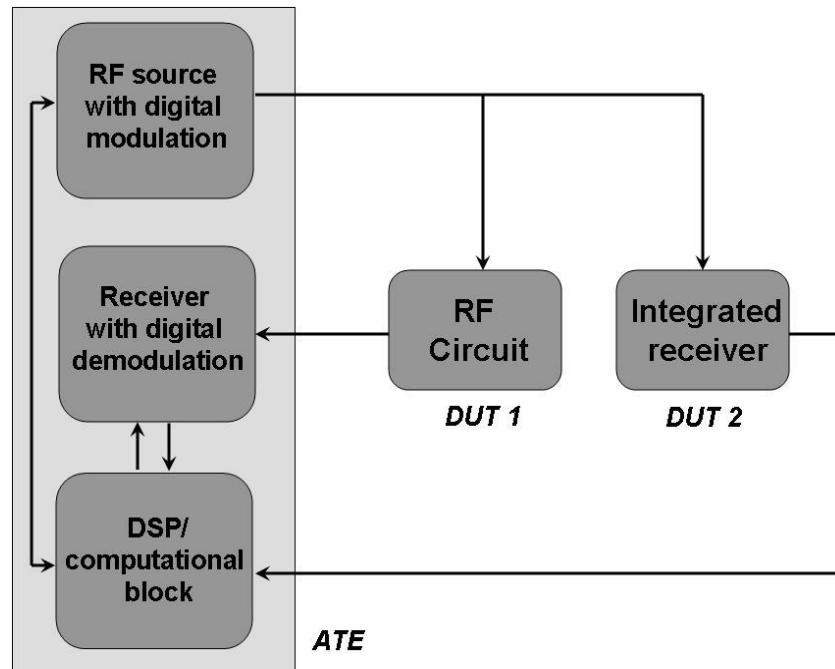 RF source
with digital
modulation
Receiver
with digital
demodulation
RF
Circuit
Integrated
receiver
DUT 1
DUT 2
DSP/
computational
block
ATE